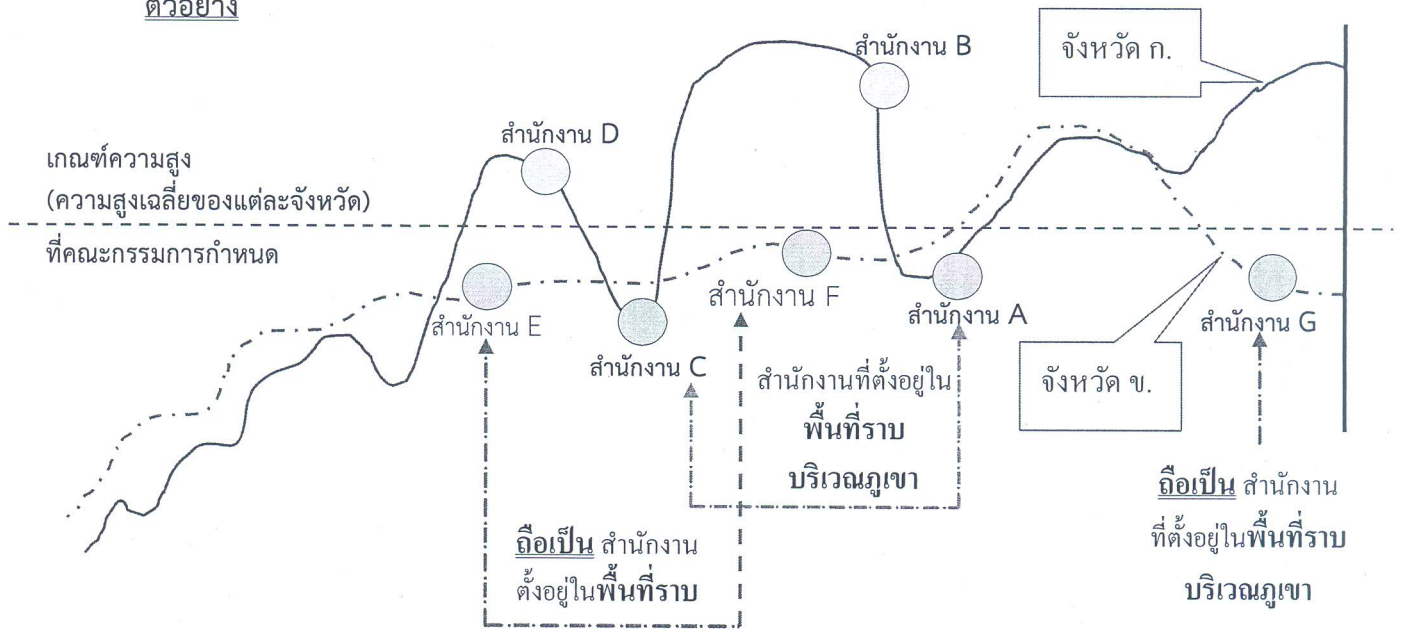 ตัวอย่าง
สำนักงาน B
จังหวัด ก.
สำนักงาน D
เกณฑ์ความสูง
(ความสูงเฉลี่ยของแต่ละจังหวัด)
ที่คณะกรรมการกำหนด
สำนักงาน E
สำนักงาน F
สำนักงาน A
สำนักงาน G
สำนักงาน C
สำนักงานที่ตั้งอยู่ใน
พื้นที่ราบ
บริเวณภูเขา
จังหวัด ข.
ถือเป็น สำนักงาน
ตั้งอยู่ในพื้นที่ราบ
ถือเป็น สำนักงาน
ที่ตั้งอยู่ในพื้นที่ราบ
บริเวณภูเขา